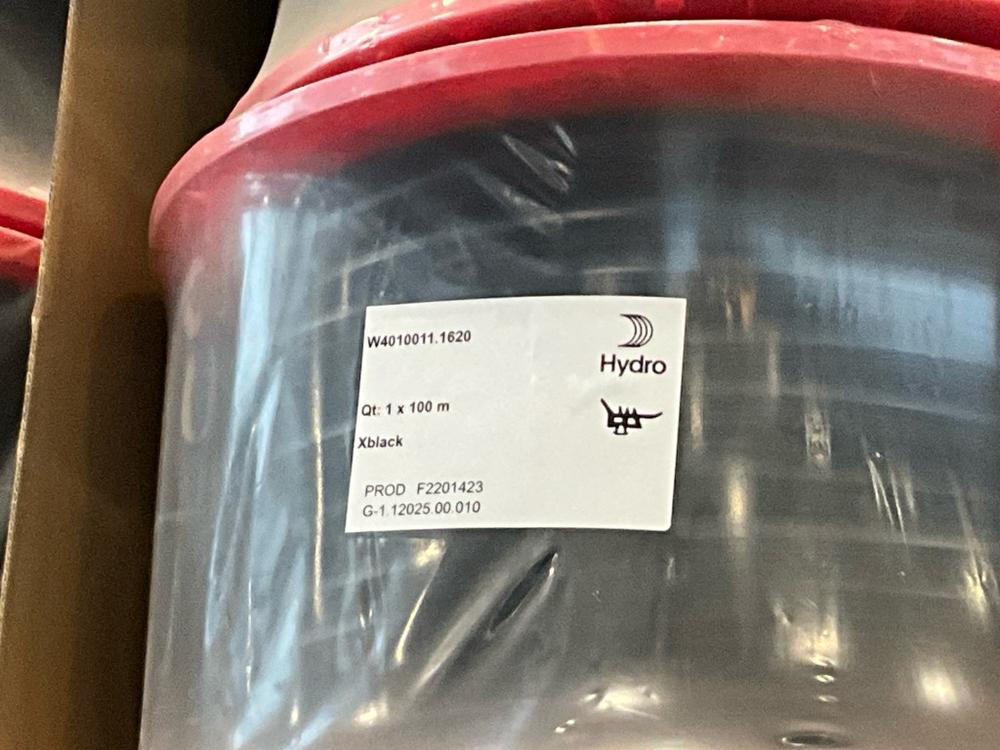 W4010011.1620
Hydro
Qt: 1 x 100 m
Xblack
PROD F2201423
G-1.12025.00.010